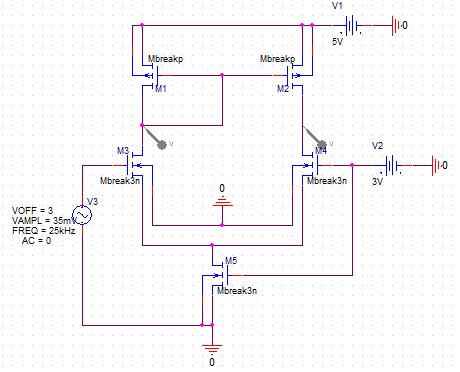 V1
0
5V
Mbreakp
Mbreakp
M1
M2
V
V
M3
M4
V2
0
Mbreak3n
Mbreak3n
3V
0
V3
VOFF = 3
VAMPL = 35mV
FREQ = 25kHz
AC = 0
M5
Mbreak3n
0